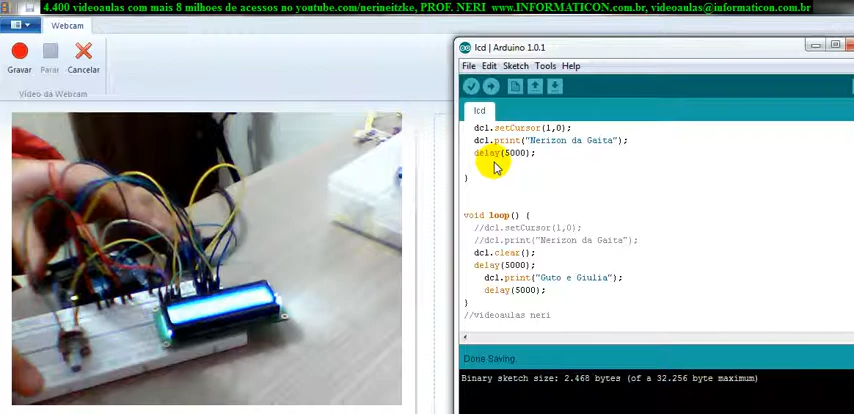 4.400 videoaulas com mais 8 milhoes de acessos no youtube.com/nerineitzke, PROF. NERI www.INFORMATICON.com.br, videoaulas@informaticon.com.br
Webcam
Gravar Parar Cancelar
Vídeo da Webcam
lcd | Arduino 1.0.1
File Edit Sketch Tools Help
lcd
dcl.setCursor(1,0);
dcl.print("Nerizon da Gaita");
delay(5000);
}
void loop() {
//dcl.setCursor(1,0);
//dcl.print("Nerizon da Gaita");
dcl.clear();
delay(5000);
dcl.print("Guto e Giulia");
delay(5000);
}
//videoaulas neri
Done Saving.
Binary sketch size: 2.468 bytes (of a 32.256 byte maximum)